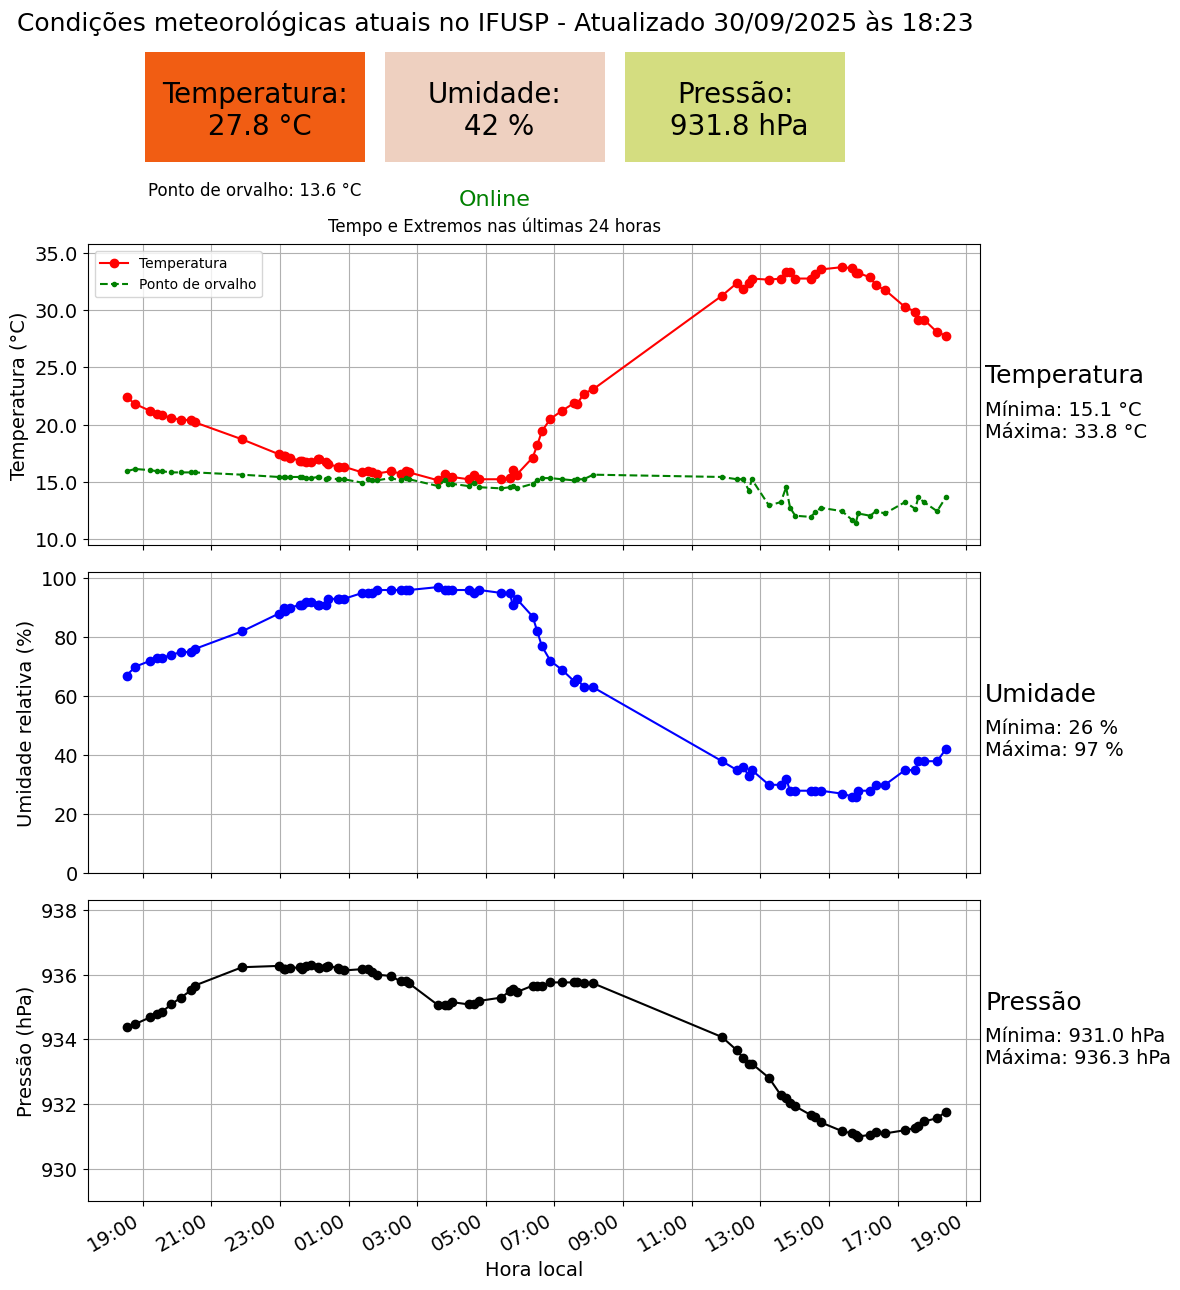 Condições meteorológicas atuais no IFUSP - Atualizado 30/09/2025 às 18:23
Temperatura:
27.8 °C
Umidade:
42 %
Pressão:
931.8 hPa
Ponto de orvalho: 13.6 °C
Online
Tempo e Extremos nas últimas 24 horas
Temperatura (°C)
35.0
30.0
25.0
20.0
15.0
10.0
Temperatura
Ponto de orvalho
Temperatura
Mínima: 15.1 °C
Máxima: 33.8 °C
Umidade relativa (%)
100
80
60
40
20
0
Umidade
Mínima: 26 %
Máxima: 97 %
Pressão (hPa)
938
936
934
932
930
Pressão
Mínima: 931.0 hPa
Máxima: 936.3 hPa
19:00
21:00
23:00
01:00
03:00
05:00
07:00
09:00
11:00
13:00
15:00
17:00
19:00
Hora local